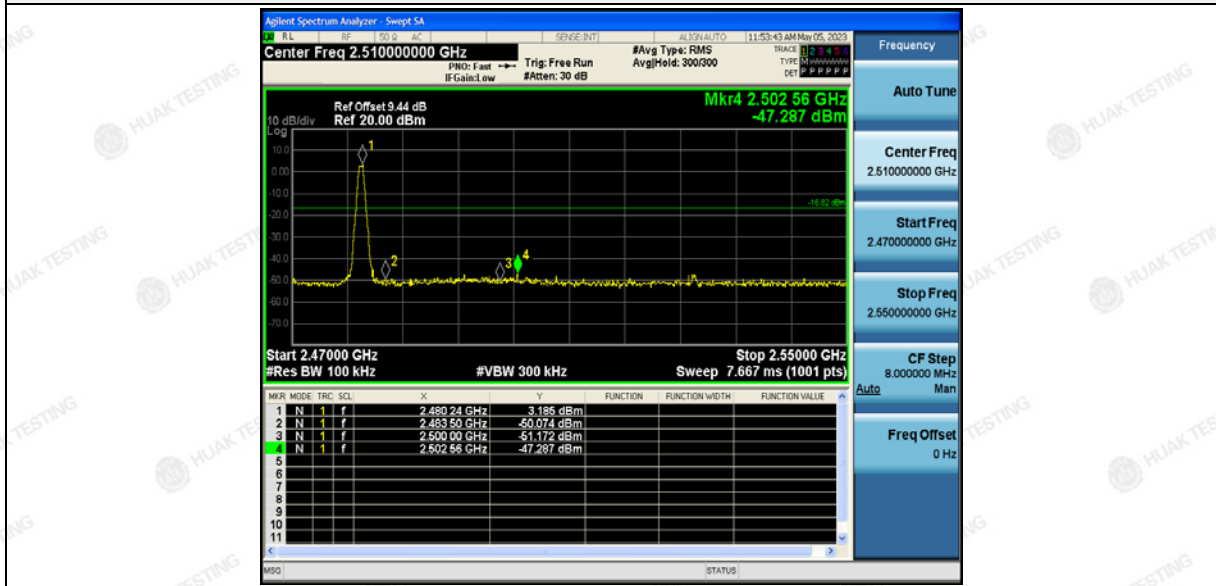 Agilent Spectrum Analyzer - Swept SA
RL RF 50 Ω AC SENSE:INT ALIGN AUTO 11:53:43 AM May 05, 2023
Center Freq 2.510000000 GHz
PNO: Fast
IFGain:Low
Trig: Free Run
#Atten: 30 dB
#Avg Type: RMS
Avg|Hold: 300/300
TRACE 1 2 3 4 5 6
TYPE M
DET P P P P P P
Ref Offset 9.44 dB
Ref 20.00 dBm
10 dB/div
Log
Mkr4 2.502 56 GHz
-47.287 dBm
10.0
0.00
-10.0
-20.0
-30.0
-40.0
-50.0
-60.0
-70.0
1
2
3
4
-16.82 dBm
Start 2.47000 GHz Stop 2.55000 GHz
#Res BW 100 kHz #VBW 300 kHz Sweep 7.667 ms (1001 pts)
MKR MODE TRC SCL X Y FUNCTION FUNCTION WIDTH FUNCTION VALUE
1 N 1 f 2.480 24 GHz 3.185 dBm
2 N 1 f 2.483 50 GHz -50.074 dBm
3 N 1 f 2.500 00 GHz -51.172 dBm
4 N 1 f 2.502 56 GHz -47.287 dBm
5
6
7
8
9
10
11
MSG STATUS
Frequency
Auto Tune
Center Freq
2.510000000 GHz
Start Freq
2.470000000 GHz
Stop Freq
2.550000000 GHz
CF Step
8.000000 MHz
Auto Man
Freq Offset
0 Hz
HUAK TESTING
HUAK TESTING
HUAK TESTING
HUAK TESTING
HUAK TESTING
HUAK TESTING